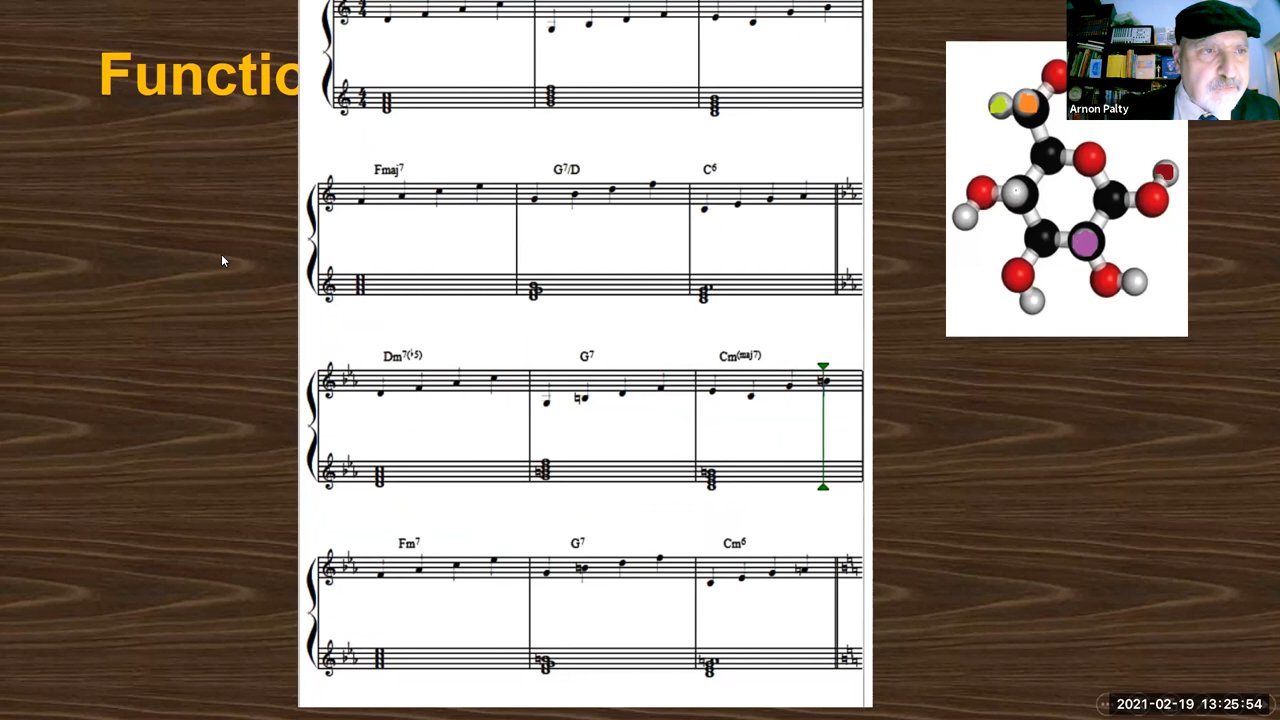 Functio
Arnon Palty
Fmaj7 G7/D C6
Dm7(♭5) G7 Cm(maj7)
Fm7 G7 Cm6
2021-02-19 13:25:54